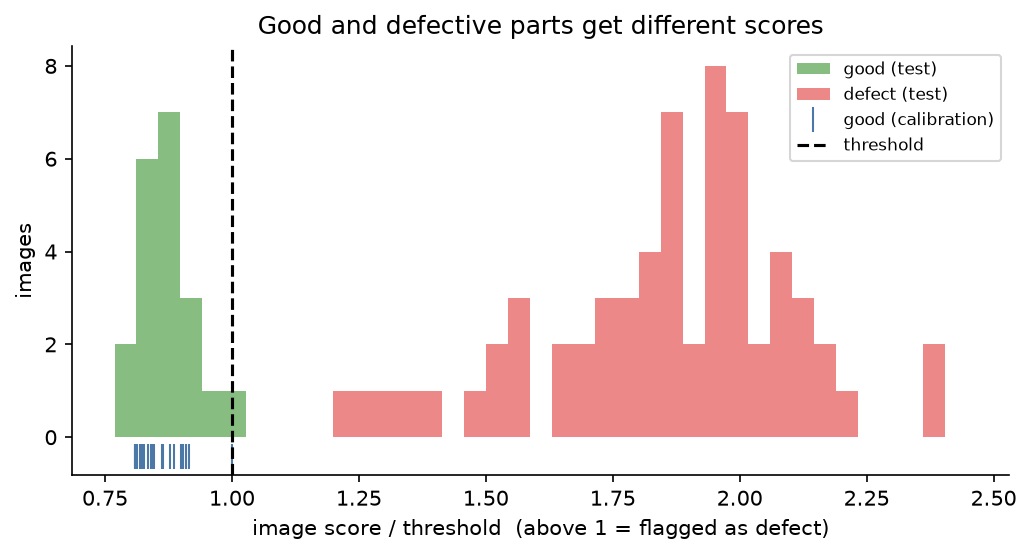 Good and defective parts get different scores
good (test)
defect (test)
good (calibration)
threshold
images
8
6
4
2
0
0.75 1.00 1.25 1.50 1.75 2.00 2.25 2.50
image score / threshold  (above 1 = flagged as defect)